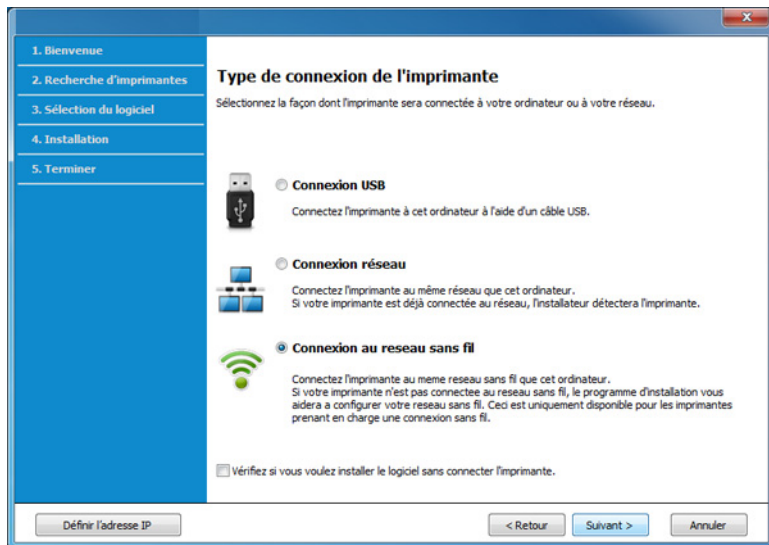 1. Bienvenue
2. Recherche d'imprimantes
3. Sélection du logiciel
4. Installation
5. Terminer
Type de connexion de l'imprimante
Sélectionnez la façon dont l'imprimante sera connectée à votre ordinateur ou à votre réseau.
Connexion USB
Connectez l'imprimante à cet ordinateur à l'aide d'un câble USB.
Connexion réseau
Connectez l'imprimante au même réseau que cet ordinateur.
Si votre imprimante est déjà connectée au réseau, l'installateur détectera l'imprimante.
Connexion au reseau sans fil
Connectez l'imprimante au meme reseau sans fil que cet ordinateur.
Si votre imprimante n'est pas connectee au reseau sans fil, le programme d'installation vous
aidera a configurer votre reseau sans fil. Ceci est uniquement disponible pour les imprimantes
prenant en charge une connexion sans fil.
Vérifiez si vous voulez installer le logiciel sans connecter l'imprimante.
Définir l'adresse IP
< Retour
Suivant >
Annuler